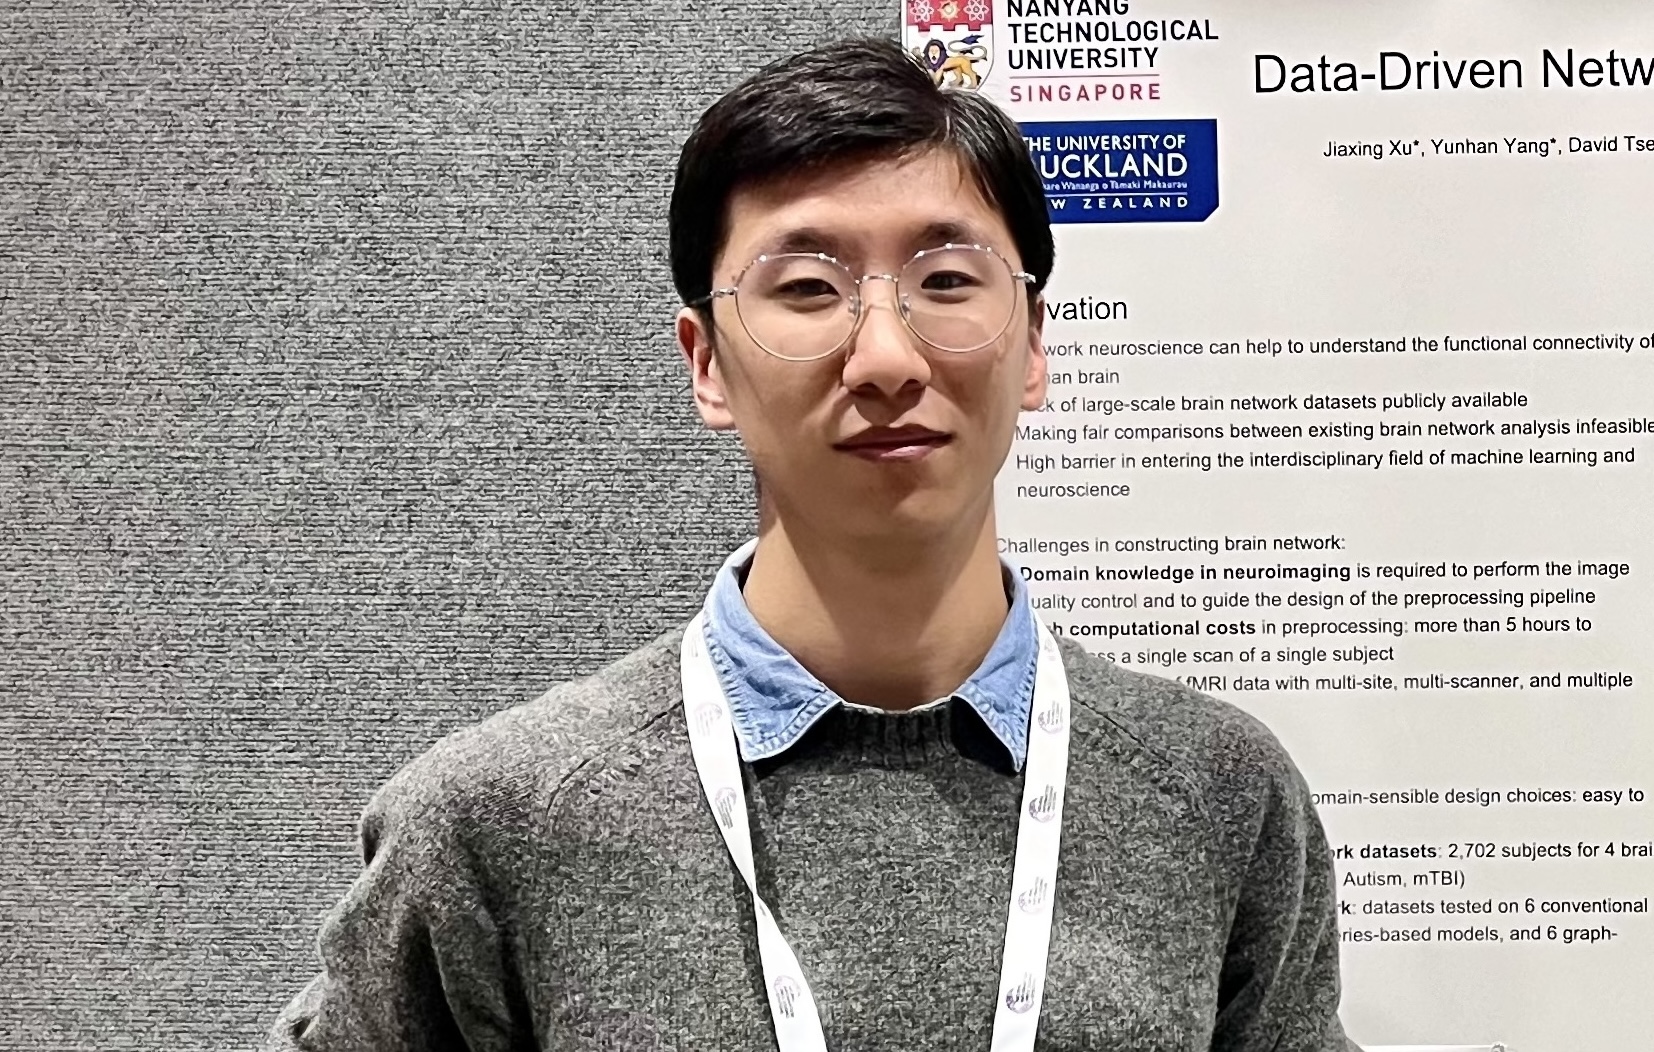 NANYANG
TECHNOLOGICAL
UNIVERSITY
SINGAPORE
THE UNIVERSITY OF
UCKLAND
Wananga o Tamaki Makaurau
W ZEALAND
Data-Driven Netw
Jiaxing Xu*, Yunhan Yang*, David Tse
vation
work neuroscience can help to understand the functional connectivity of
an brain
ck of large-scale brain network datasets publicly available
Making fair comparisons between existing brain network analysis infeasible
High barrier in entering the interdisciplinary field of machine learning and
neuroscience
Challenges in constructing brain network:
Domain knowledge in neuroimaging is required to perform the image
uality control and to guide the design of the preprocessing pipeline
h computational costs in preprocessing: more than 5 hours to
ss a single scan of a single subject
fMRI data with multi-site, multi-scanner, and multiple
omain-sensible design choices: easy to
rk datasets: 2,702 subjects for 4 brai
Autism, mTBI)
k: datasets tested on 6 conventional
ries-based models, and 6 graph-